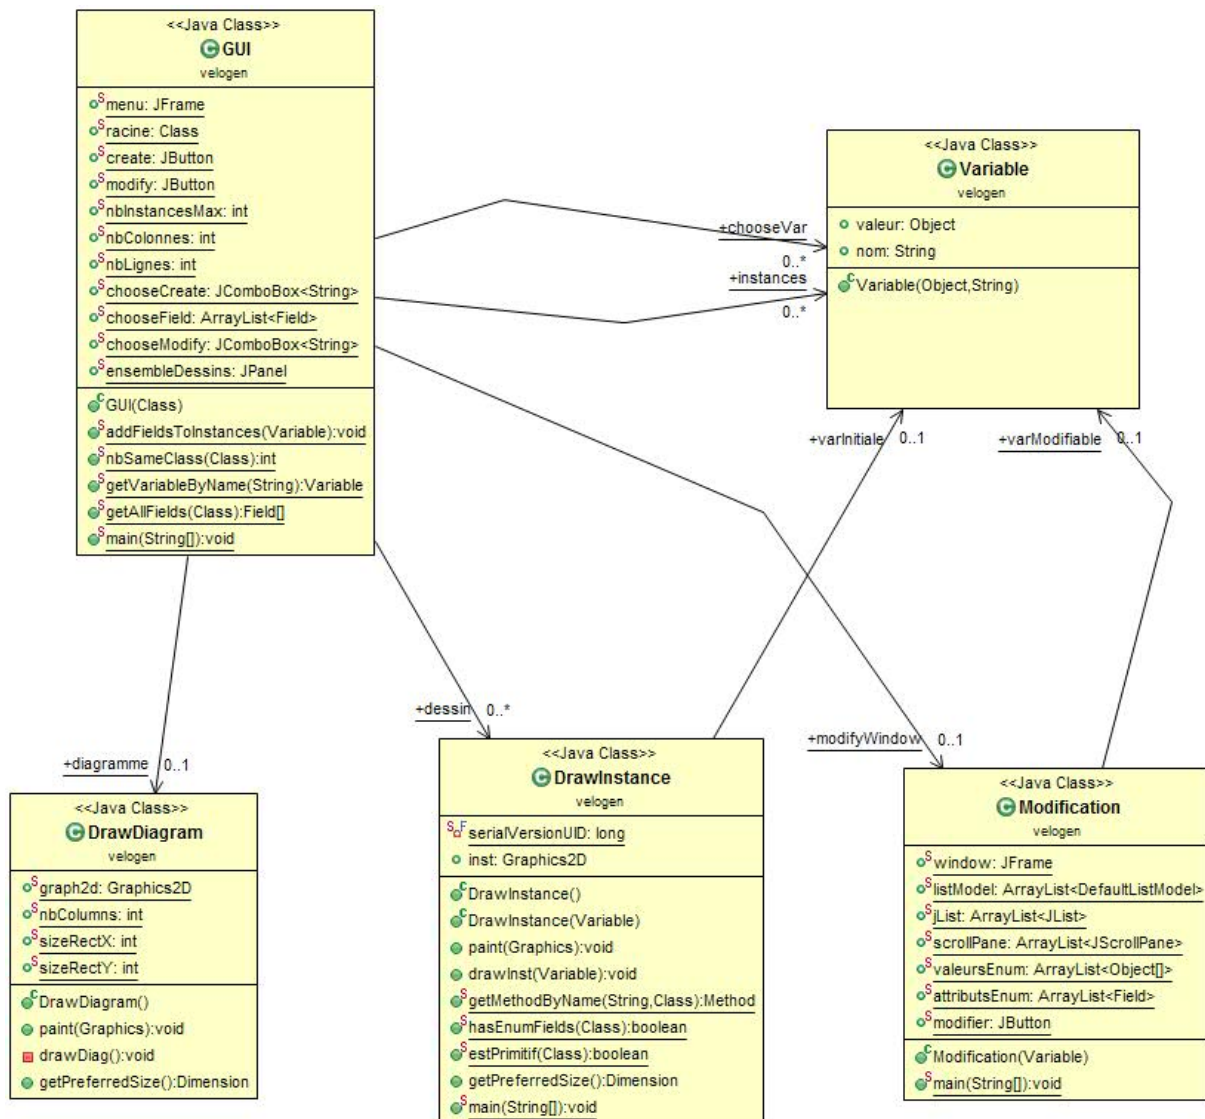 <<Java Class>>
GUI
velogen
menu: JFrame
racine: Class
create: JButton
modify: JButton
nbInstancesMax: int
nbColonnes: int
nbLignes: int
chooseCreate: JComboBox<String>
chooseField: ArrayList<Field>
chooseModify: JComboBox<String>
ensembleDessins: JPanel
GUI(Class)
addFieldsToInstances(Variable):void
nbSameClass(Class):int
getVariableByName(String):Variable
getAllFields(Class):Field[]
main(String[]):void
<<Java Class>>
Variable
velogen
valeur: Object
nom: String
Variable(Object,String)
+chooseVar
0..*
+instances
0..*
+varInitiale 0..1
+varModifiable 0..1
+diagramme 0..1
+dessin 0..*
+modifyWindow 0..1
<<Java Class>>
DrawDiagram
velogen
graph2d: Graphics2D
nbColumns: int
sizeRectX: int
sizeRectY: int
DrawDiagram()
paint(Graphics):void
drawDiag():void
getPreferredSize():Dimension
<<Java Class>>
DrawInstance
velogen
serialVersionUID: long
inst: Graphics2D
DrawInstance()
DrawInstance(Variable)
paint(Graphics):void
drawInst(Variable):void
getMethodByName(String,Class):Method
hasEnumFields(Class):boolean
estPrimitif(Class):boolean
getPreferredSize():Dimension
main(String[]):void
<<Java Class>>
Modification
velogen
window: JFrame
listModel: ArrayList<DefaultListModel>
jList: ArrayList<JList>
scrollPane: ArrayList<JScrollPane>
valeursEnum: ArrayList<Object[]>
attributsEnum: ArrayList<Field>
modifier: JButton
Modification(Variable)
main(String[]):void